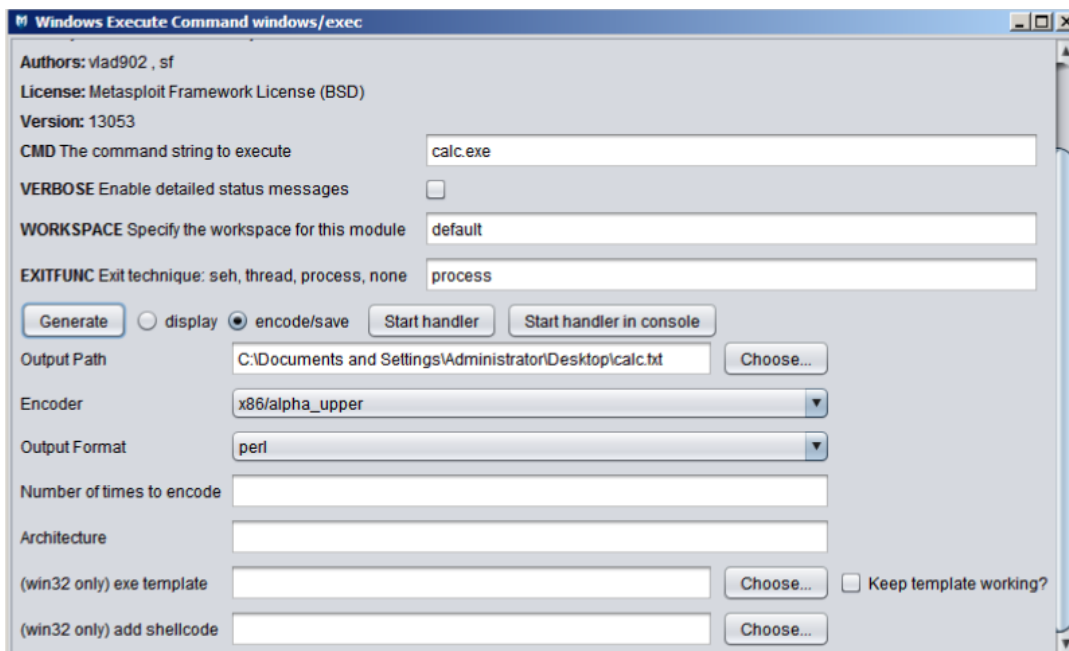 Windows Execute Command windows/exec
Authors: vlad902 , sf
License: Metasploit Framework License (BSD)
Version: 13053
CMD The command string to execute calc.exe
VERBOSE Enable detailed status messages
WORKSPACE Specify the workspace for this module default
EXITFUNC Exit technique: seh, thread, process, none process
Generate display encode/save Start handler Start handler in console
Output Path C:\Documents and Settings\Administrator\Desktop\calc.txt Choose...
Encoder x86/alpha_upper
Output Format perl
Number of times to encode
Architecture
(win32 only) exe template Choose... Keep template working?
(win32 only) add shellcode Choose...